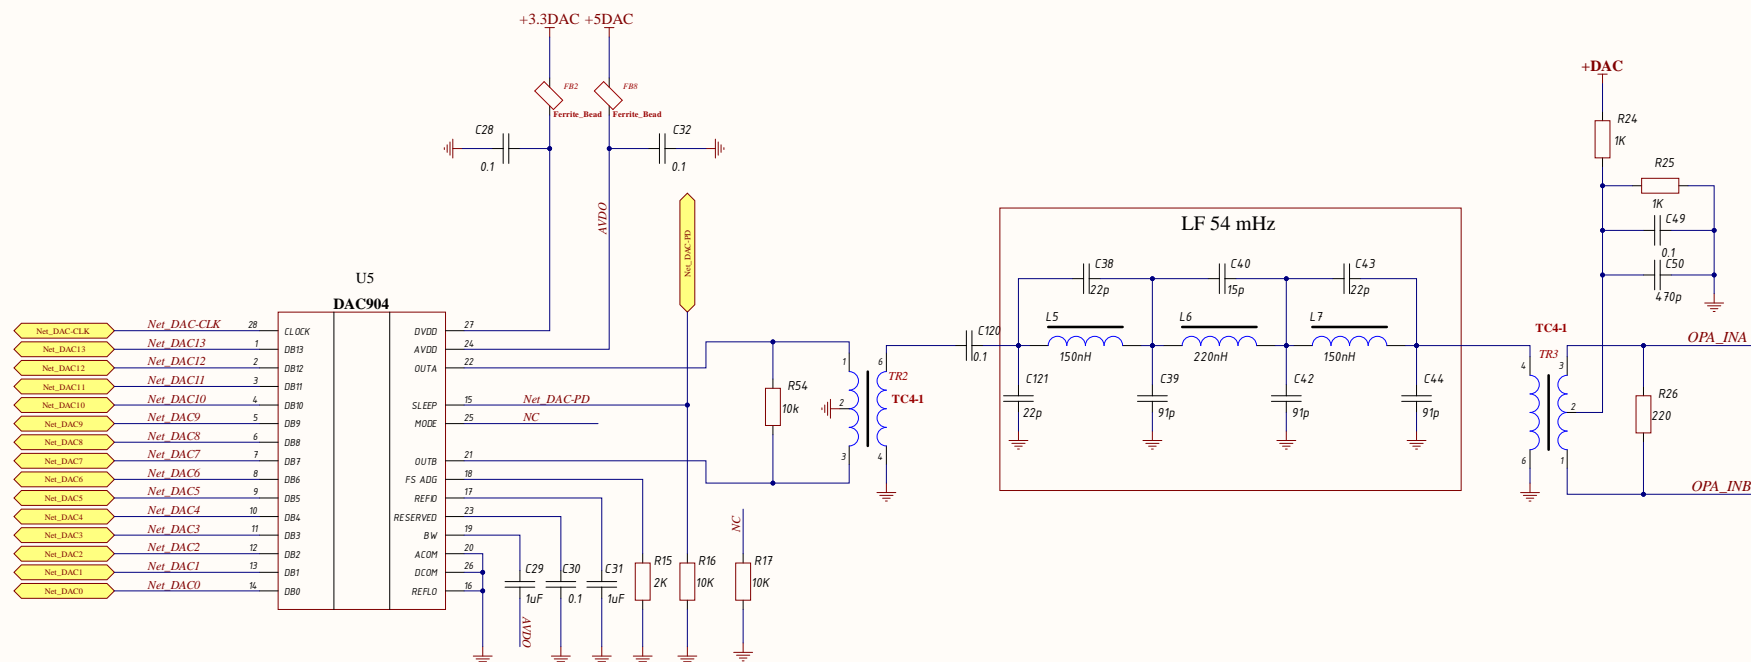 +3.3DAC +5DAC
FB2
FB8
Ferrite_Bead
Ferrite_Bead
C28
0.1
C32
0.1
AVDO
Net_DAC-PD
U5
DAC904
Net_DAC-CLK Net_DAC-CLK 28 CLOCK DVDD 27
Net_DAC13 Net_DAC13 1 DB13 AVDD 24
Net_DAC12 Net_DAC12 2 DB12 OUTA 22
Net_DAC11 Net_DAC11 3 DB11
Net_DAC10 Net_DAC10 4 DB10 SLEEP 15 Net_DAC-PD
Net_DAC9 Net_DAC9 5 DB9 MODE 25 NC
Net_DAC8 Net_DAC8 6 DB8
Net_DAC7 Net_DAC7 7 DB7 OUTB 21
Net_DAC6 Net_DAC6 8 DB6 FS ADG 18
Net_DAC5 Net_DAC5 9 DB5 REFIO 17
Net_DAC4 Net_DAC4 10 DB4 RESERVED 23
Net_DAC3 Net_DAC3 11 DB3 BW 19
Net_DAC2 Net_DAC2 12 DB2 ACOM 20
Net_DAC1 Net_DAC1 13 DB1 DCOM 26
Net_DAC0 Net_DAC0 14 DB0 REFLO 16
C29
1uF
AVDO
C30
0.1
C31
1uF
R15
2K
R16
10K
NC
R17
10K
R54
10k
1
2
3
6
4
TR2
TC4-1
C120
0.1
LF 54 mHz
C38
22p
C40
15p
C43
22p
L5
150nH
L6
220nH
L7
150nH
C121
22p
C39
91p
C42
91p
C44
91p
+DAC
R24
1K
R25
1K
C49
0.1
C50
470p
TC4-1
TR3
4
6
3
2
1
R26
220
OPA_INA
OPA_INB